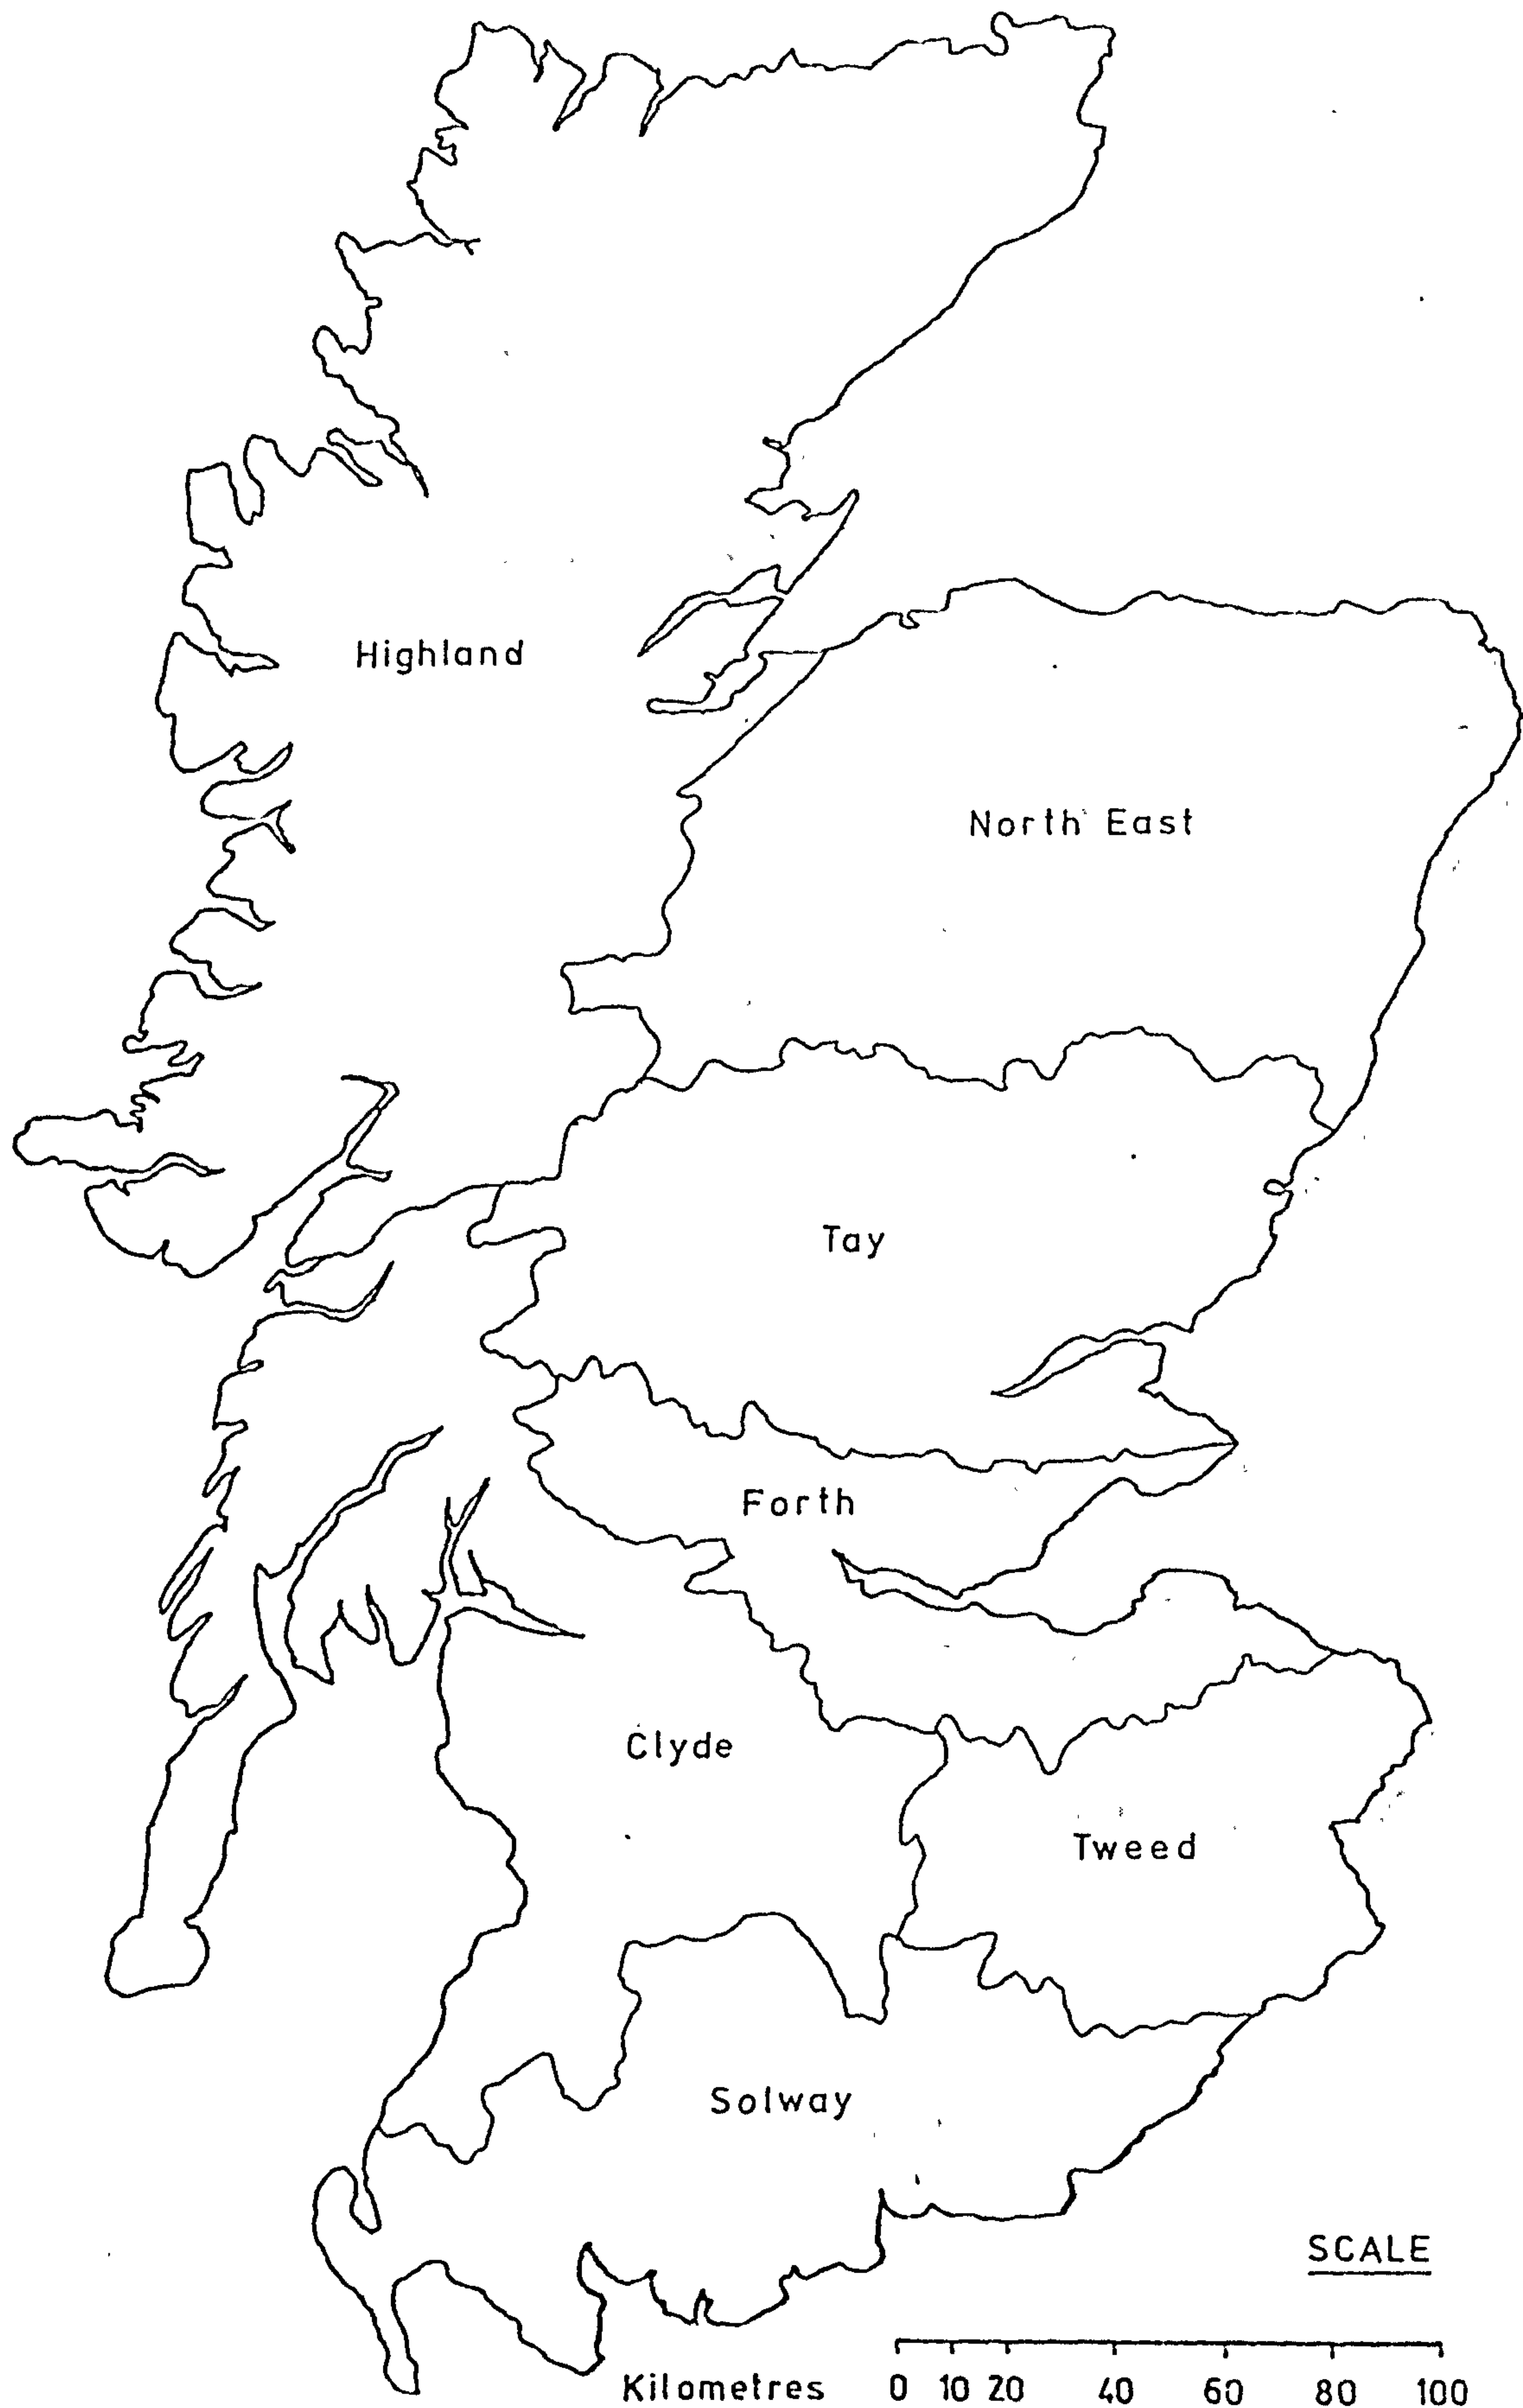 Highland
North East
Tay
Forth
Clyde
Tweed
Solway
SCALE
Kilometres 0 10 20 40 60 80 100